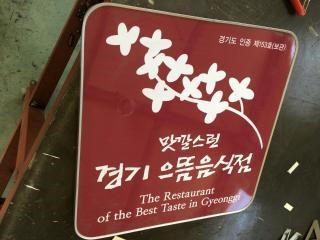 경기도 인증 제163호(보관)
맛깔스런
경기 으뜸음식점
The Restaurant
of the Best Taste in Gyeonggi